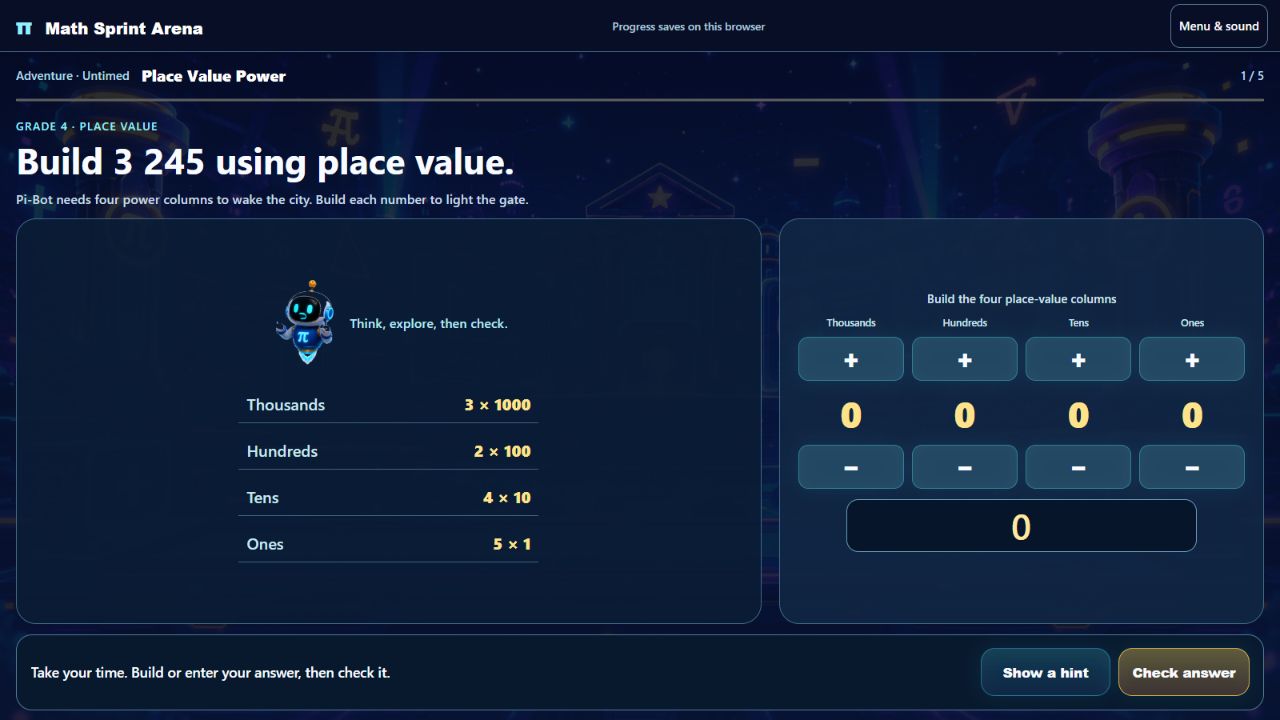 π Math Sprint Arena
Progress saves on this browser
Menu & sound
Adventure · Untimed Place Value Power
1 / 5
GRADE 4 · PLACE VALUE
Build 3 245 using place value.
Pi-Bot needs four power columns to wake the city. Build each number to light the gate.
π
Think, explore, then check.
Thousands 3 × 1000
Hundreds 2 × 100
Tens 4 × 10
Ones 5 × 1
Build the four place-value columns
Thousands Hundreds Tens Ones
+ + + +
0 0 0 0
− − − −
0
Take your time. Build or enter your answer, then check it.
Show a hint
Check answer